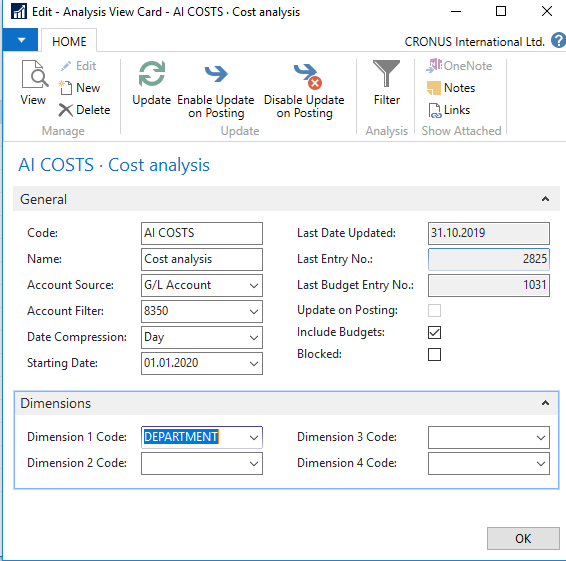 Edit - Analysis View Card - AI COSTS · Cost analysis
HOME
CRONUS International Ltd.
View
Edit
New
Delete
Manage
Update
Enable Update on Posting
Disable Update on Posting
Update
Filter
Analysis
OneNote
Notes
Links
Show Attached
AI COSTS · Cost analysis
General
Code: AI COSTS
Name: Cost analysis
Account Source: G/L Account
Account Filter: 8350
Date Compression: Day
Starting Date: 01.01.2020
Last Date Updated: 31.10.2019
Last Entry No.: 2825
Last Budget Entry No.: 1031
Update on Posting:
Include Budgets:
Blocked:
Dimensions
Dimension 1 Code: DEPARTMENT
Dimension 2 Code:
Dimension 3 Code:
Dimension 4 Code:
OK